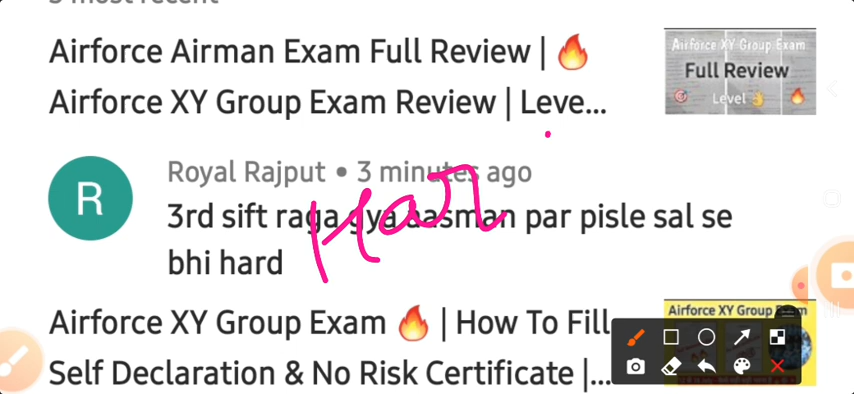 Airforce Airman Exam Full Review | 🔥
Airforce XY Group Exam Review | Leve...
Airforce XY Group Exam
Full Review
🎯 Level 👌 🔥
R
Royal Rajput • 3 minutes ago
3rd sift raga gya aasman par pisle sal se
bhi hard
Har
Airforce XY Group Exam 🔥 | How To Fill
Self Declaration & No Risk Certificate |...
Airforce XY Group Exam